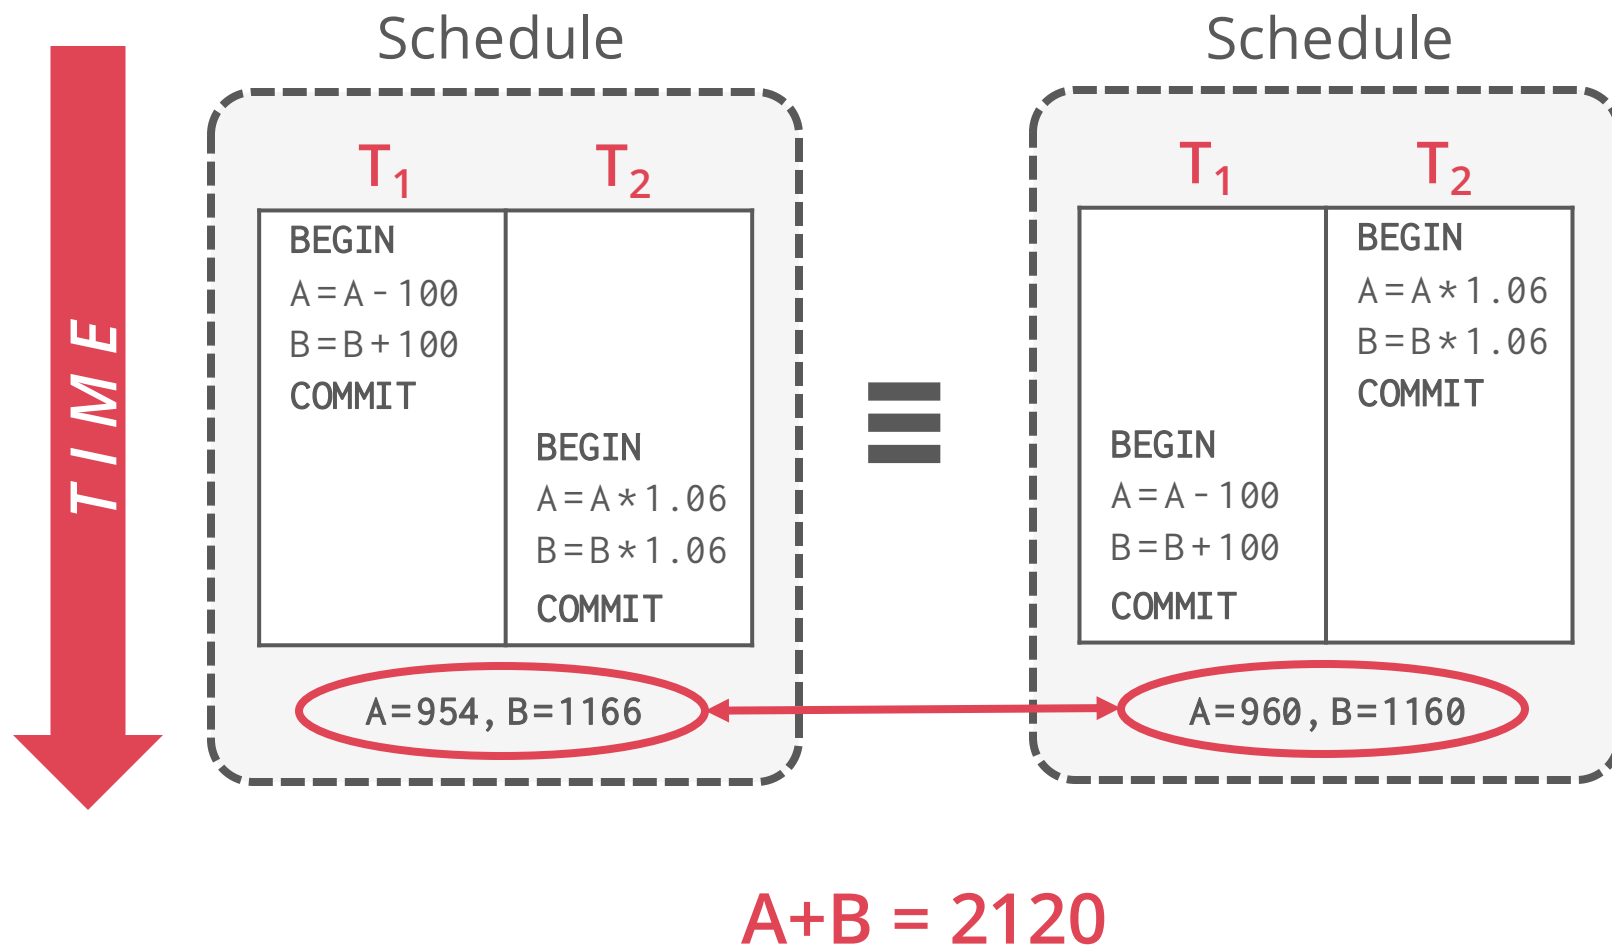 Schedule
T1 T2
BEGIN
A=A-100
B=B+100
COMMIT
BEGIN
A=A*1.06
B=B*1.06
COMMIT
A=954, B=1166
TIME
≡
Schedule
T1 T2
BEGIN
A=A*1.06
B=B*1.06
COMMIT
BEGIN
A=A-100
B=B+100
COMMIT
A=960, B=1160
A+B = 2120